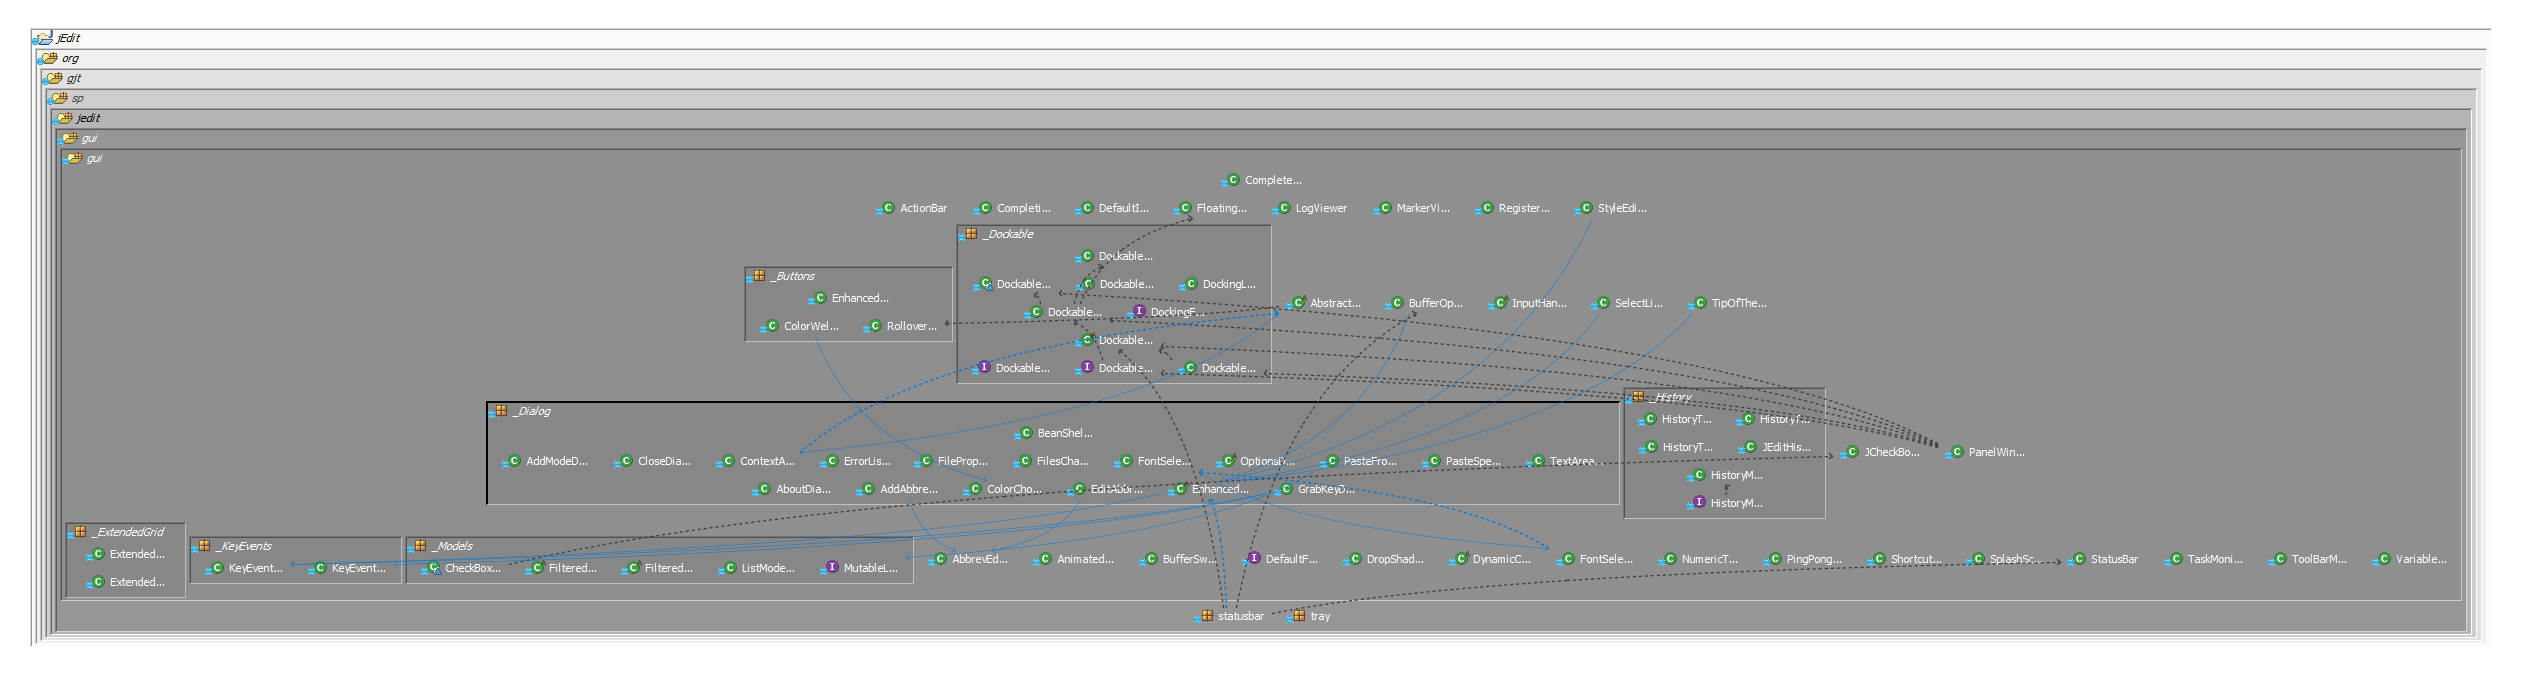 jEdit
org
gjt
sp
jedit
gui
gui
Complete...
ActionBar Completi... DefaultI... Floating... LogViewer MarkerVi... Register... StyleEdi...
_Dockable
Dockable...
Dockable... Dockable... DockingL...
Dockable... DockingF...
Dockable...
Dockable... Dockable... Dockable...
_Buttons
Enhanced...
ColorWel... Rollover...
Abstract... BufferOp... InputHan... SelectLi... TipOfThe...
_Dialog
BeanShel...
AddModeD... CloseDia... ContextA... ErrorLis... FileProp... FilesCha... FontSele... OptionsD... PasteFro... PasteSpe... TextArea...
AboutDia... AddAbbre... ColorCho... EditAbbr... Enhanced... GrabKeyD...
_History
HistoryT... HistoryT...
HistoryT... JEditHis...
HistoryM...
HistoryM...
JCheckBo... PanelWin...
_ExtendedGrid
Extended...
Extended...
_KeyEvents
KeyEvent... KeyEvent...
_Models
CheckBox... Filtered... Filtered... ListMode... MutableL...
AbbrevEd... Animated... BufferSw... DefaultF... DropShad... DynamicC... FontSele... NumericT... PingPong... Shortcut... SplashSc... StatusBar TaskMoni... ToolBarM... Variable...
statusbar tray